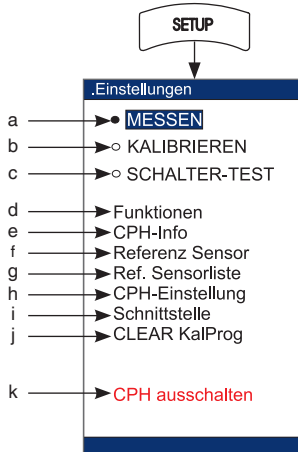 SETUP
.Einstellungen
a ● MESSEN
b ○ KALIBRIEREN
c ○ SCHALTER-TEST
d Funktionen
e CPH-Info
f Referenz Sensor
g Ref. Sensorliste
h CPH-Einstellung
i Schnittstelle
j CLEAR KalProg
k CPH ausschalten